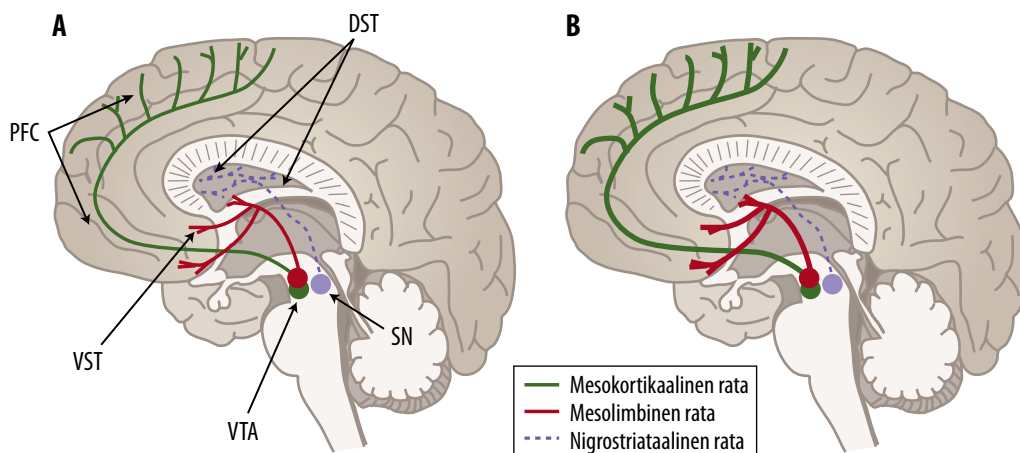 A
DST
B
PFC
VST
SN
VTA
Mesokortikaalinen rata
Mesolimbinen rata
Nigrostriataalinen rata